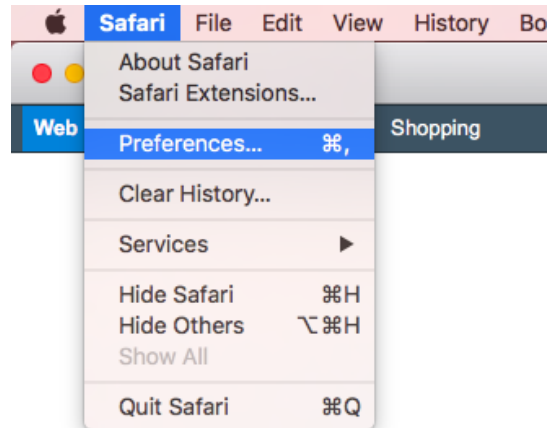 Safari File Edit View History Bo
About Safari
Safari Extensions...
Web Shopping
Preferences... ⌘,
Clear History...
Services ▶
Hide Safari ⌘H
Hide Others ⌥⌘H
Show All
Quit Safari ⌘Q